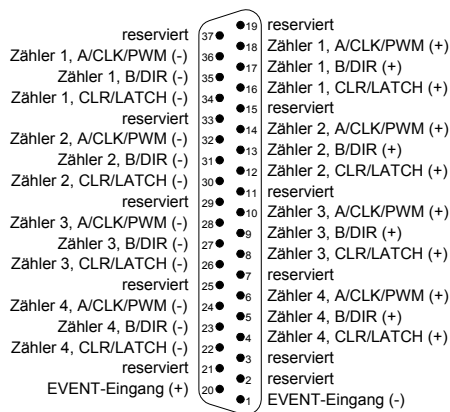 reserviert 37 19 reserviert
Zähler 1, A/CLK/PWM (-) 36 18 Zähler 1, A/CLK/PWM (+)
Zähler 1, B/DIR (-) 35 17 Zähler 1, B/DIR (+)
Zähler 1, CLR/LATCH (-) 34 16 Zähler 1, CLR/LATCH (+)
reserviert 33 15 reserviert
Zähler 2, A/CLK/PWM (-) 32 14 Zähler 2, A/CLK/PWM (+)
Zähler 2, B/DIR (-) 31 13 Zähler 2, B/DIR (+)
Zähler 2, CLR/LATCH (-) 30 12 Zähler 2, CLR/LATCH (+)
reserviert 29 11 reserviert
Zähler 3, A/CLK/PWM (-) 28 10 Zähler 3, A/CLK/PWM (+)
Zähler 3, B/DIR (-) 27 9 Zähler 3, B/DIR (+)
Zähler 3, CLR/LATCH (-) 26 8 Zähler 3, CLR/LATCH (+)
reserviert 25 7 reserviert
Zähler 4, A/CLK/PWM (-) 24 6 Zähler 4, A/CLK/PWM (+)
Zähler 4, B/DIR (-) 23 5 Zähler 4, B/DIR (+)
Zähler 4, CLR/LATCH (-) 22 4 Zähler 4, CLR/LATCH (+)
reserviert 21 3 reserviert
EVENT-Eingang (+) 20 2 reserviert
1 EVENT-Eingang (-)